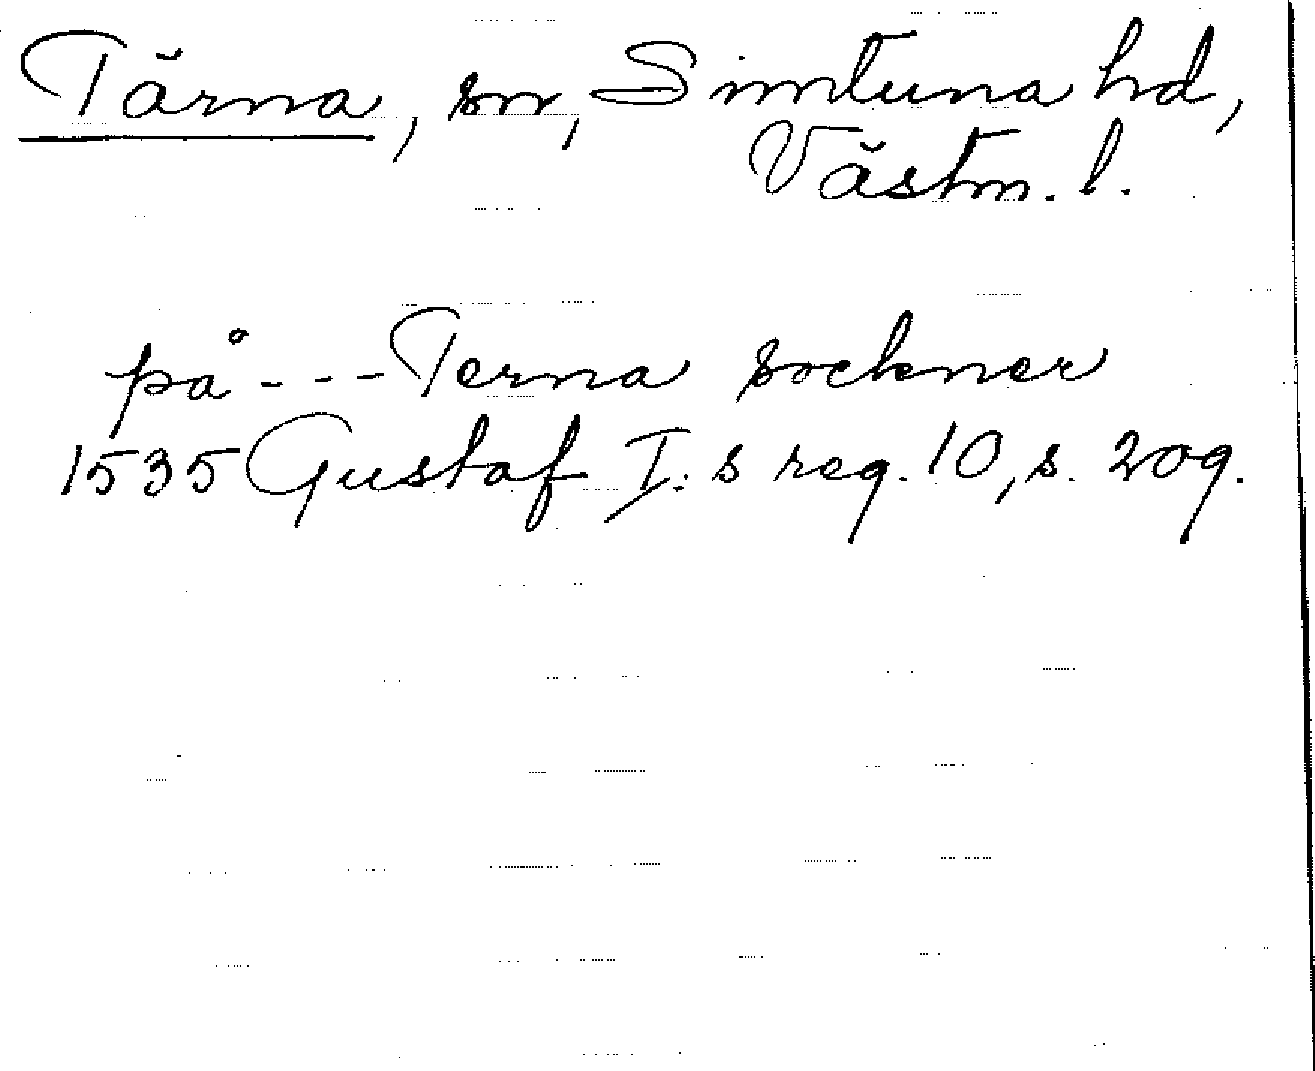 Tärna, sn, Simtuna hd,
Västm. l.
på --- Terna sockner
1535 Gustaf I:s reg. 10, s. 209.